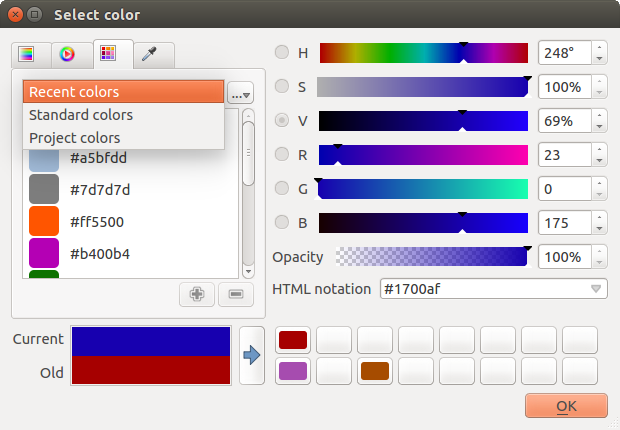 Select color
Recent colors
...
Standard colors
Project colors
#a5bfdd
#7d7d7d
#ff5500
#b400b4
H 248°
S 100%
V 69%
R 23
G 0
B 175
Opacity 100%
HTML notation #1700af
Current
Old
OK